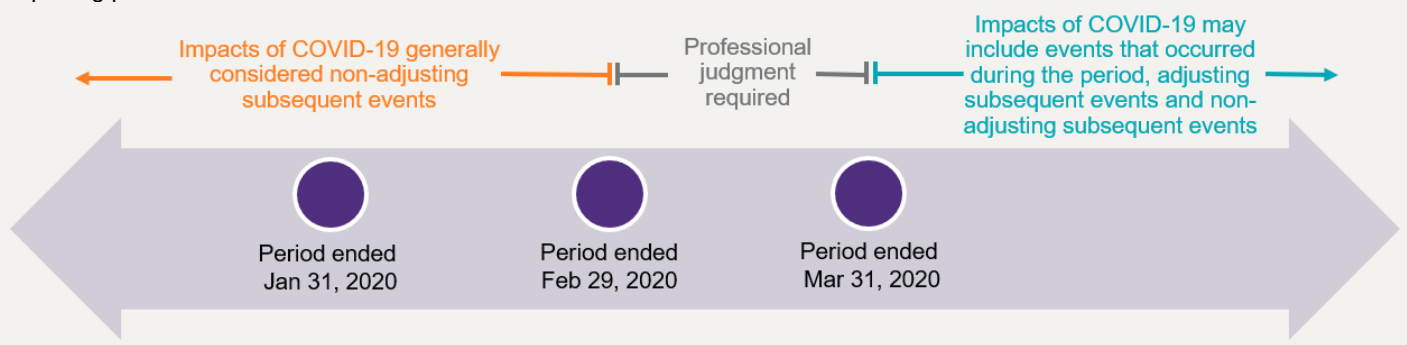 Impacts of COVID-19 generally
considered non-adjusting
subsequent events
Professional
judgment
required
Impacts of COVID-19 may
include events that occurred
during the period, adjusting
subsequent events and non-
adjusting subsequent events
Period ended
Jan 31, 2020
Period ended
Feb 29, 2020
Period ended
Mar 31, 2020